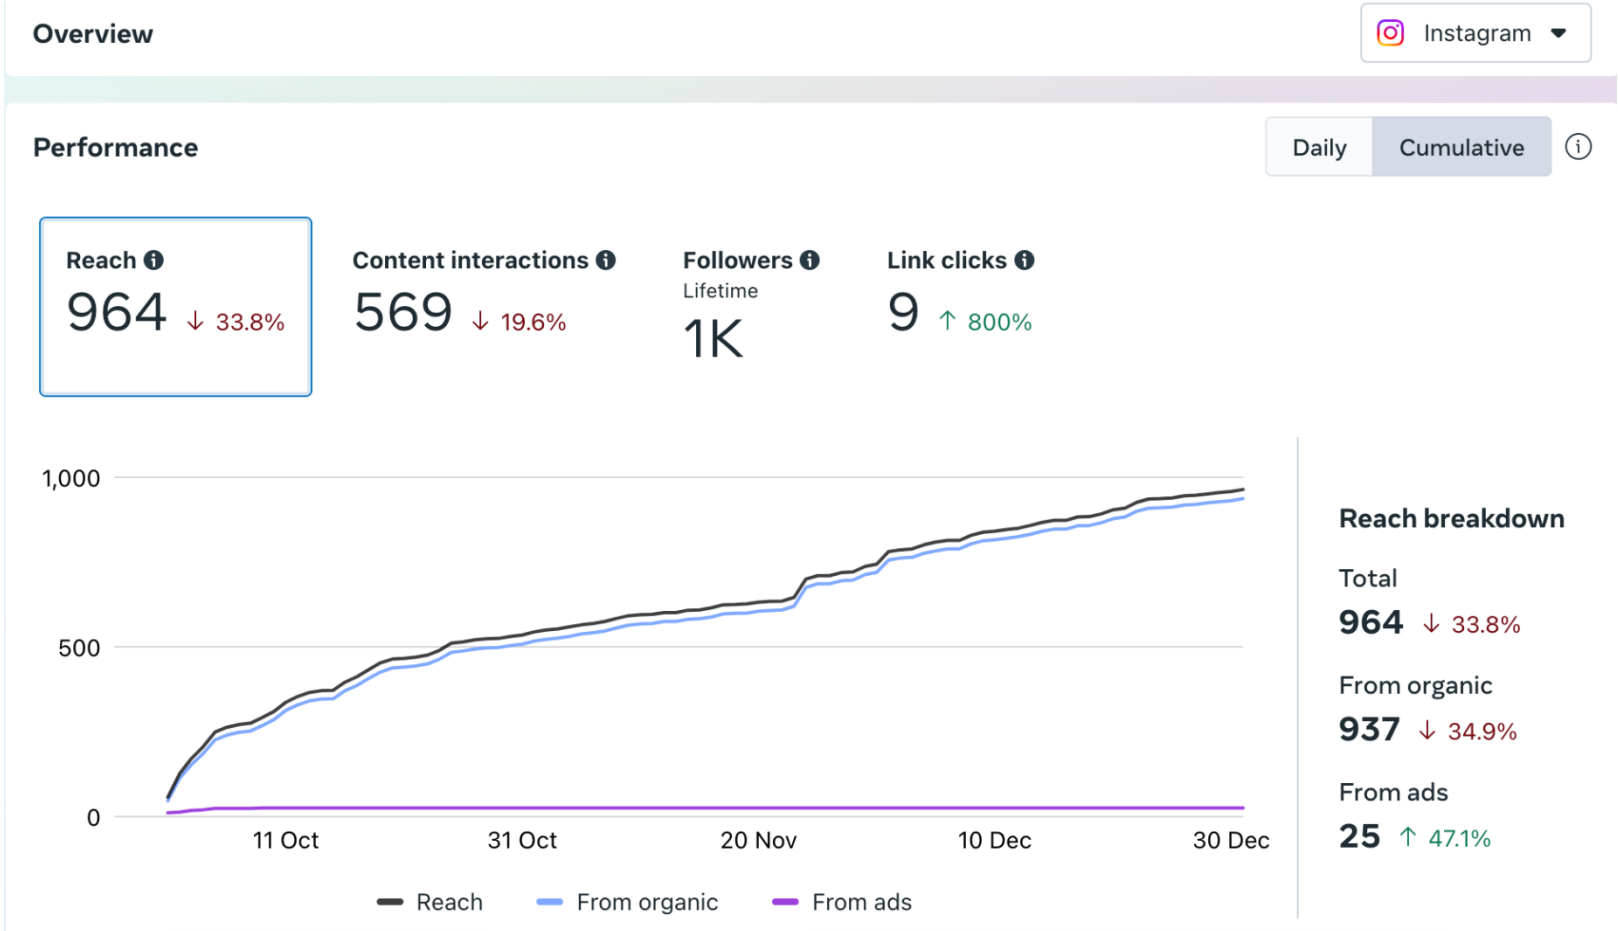 Overview
Instagram
Performance
Daily
Cumulative
Reach
964 ↓ 33.8%
Content interactions
569 ↓ 19.6%
Followers
Lifetime
1K
Link clicks
9 ↑ 800%
1,000
500
0
11 Oct
31 Oct
20 Nov
10 Dec
30 Dec
Reach
From organic
From ads
Reach breakdown
Total
964 ↓ 33.8%
From organic
937 ↓ 34.9%
From ads
25 ↑ 47.1%